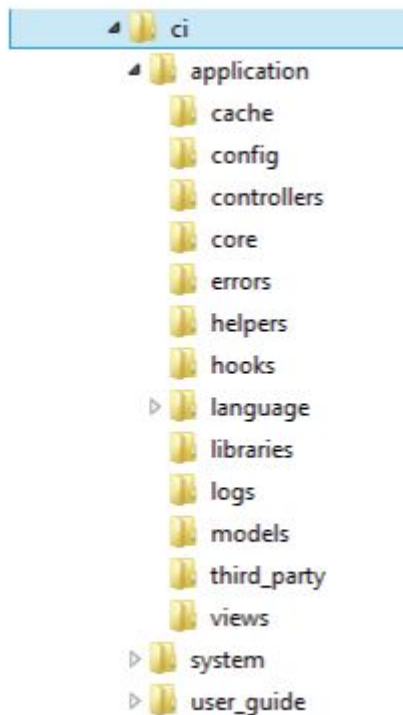 ci
application
cache
config
controllers
core
errors
helpers
hooks
language
libraries
logs
models
third_party
views
system
user_guide